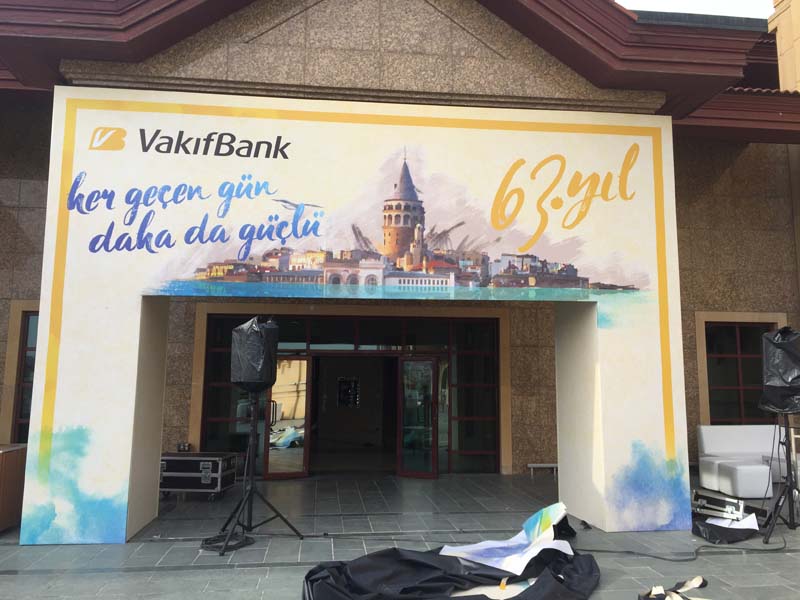 VakıfBank
her geçen gün
daha da güçlü
63.yıl